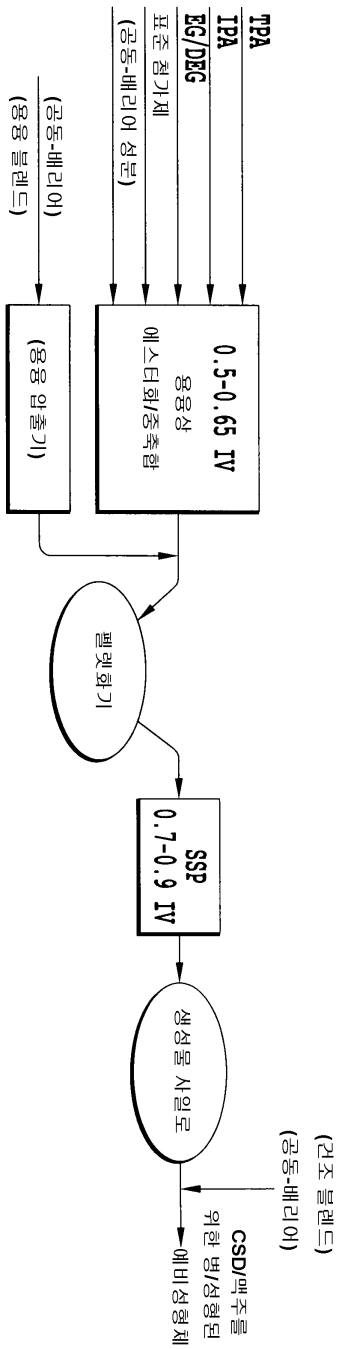 TPA
IPA
EG/DEG
표준 첨가제
(공동-배리어 성분)
0.5-0.65 IV
용융상
에스터화/중축합
(공동-배리어)
(용융 블렌드)
(용융 압출기)
펠렛화기
SSP
0.7-0.9 IV
생성물 사일로
(건조 블렌드)
(공동-배리어)
CSD/맥주를
위한 병/성형된
예비성형체